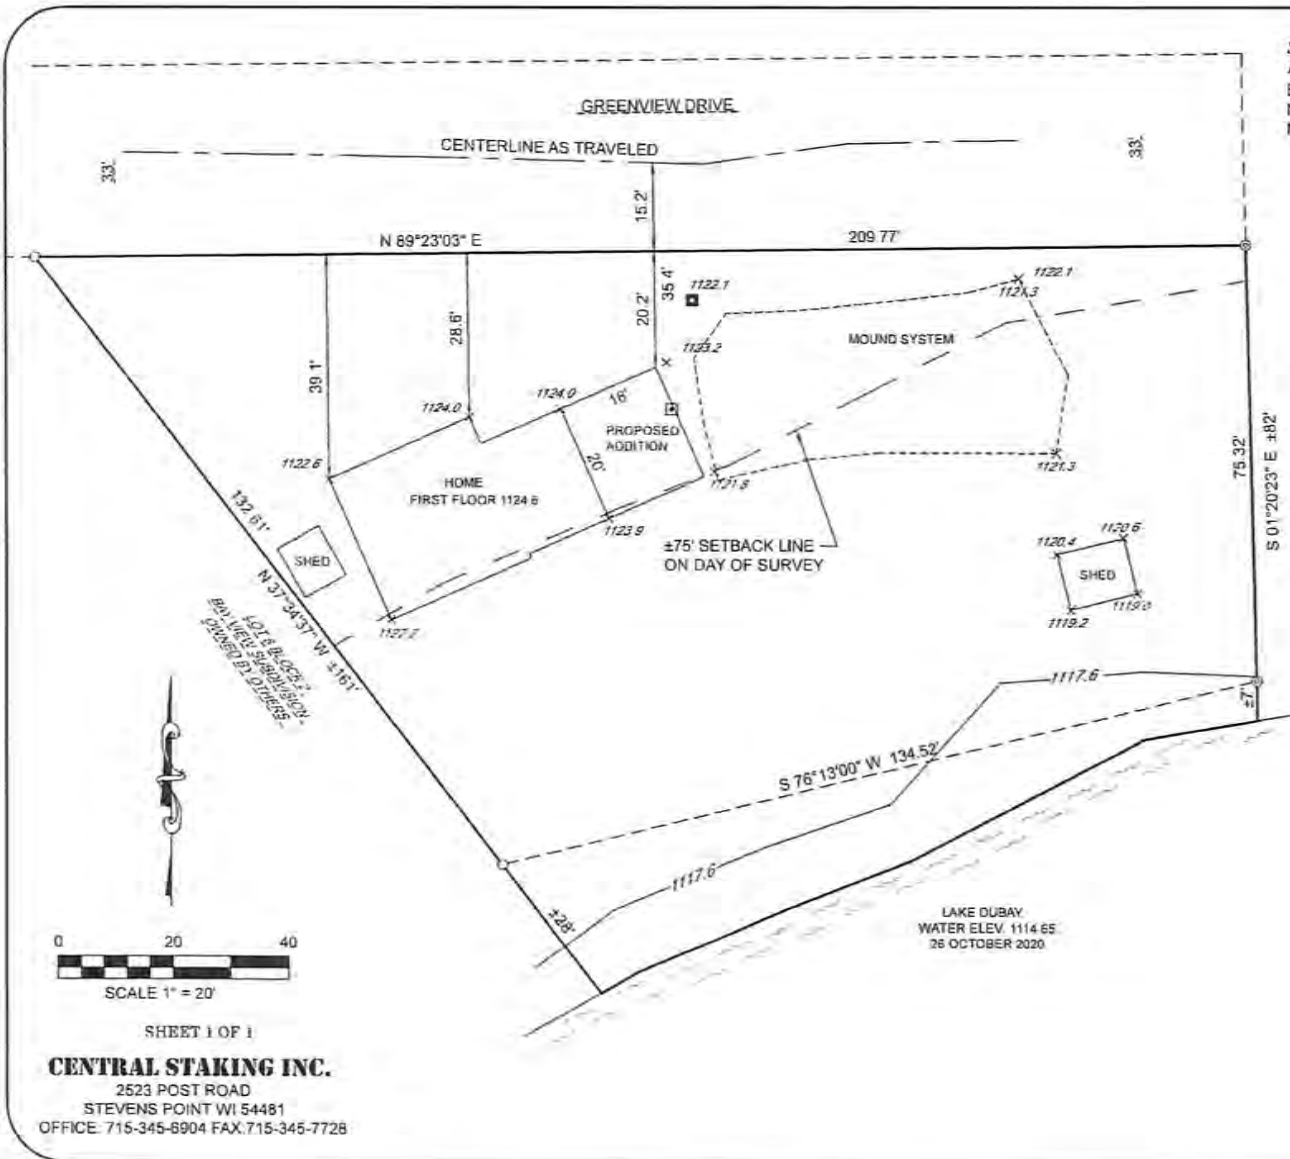 GREENVIEW DRIVE
CENTERLINE AS TRAVELED
33'
33'
15.2'
N 89°23'03" E
209.77'
35.4'
20.2'
28.6'
39.1'
1122.1
1122.1
1121.3
1123.2
MOUND SYSTEM
18'
1124.0
1124.0
PROPOSED
ADDITION
20'
1122.6
HOME
FIRST FLOOR 1124.6
1121.8
1121.3
75.32'
S 01°20'23" E ±82'
132.61'
N 37°34'37" W ±161'
SHED
1123.9
±75' SETBACK LINE
ON DAY OF SURVEY
1120.4
1120.6
SHED
1119.2
1119.0
1122.2
LOT 6 BLOCK 2
BAY VIEW SUBDIVISION
OWNED BY OTHERS
1117.6
±7'
S 76°13'00" W 134.52'
1117.6
±28'
LAKE DUBAY
WATER ELEV. 1114.65
26 OCTOBER 2020
0 20 40
SCALE 1" = 20'
SHEET 1 OF 1
CENTRAL STAKING INC.
2523 POST ROAD
STEVENS POINT WI 54481
OFFICE: 715-345-6904 FAX:715-345-7728